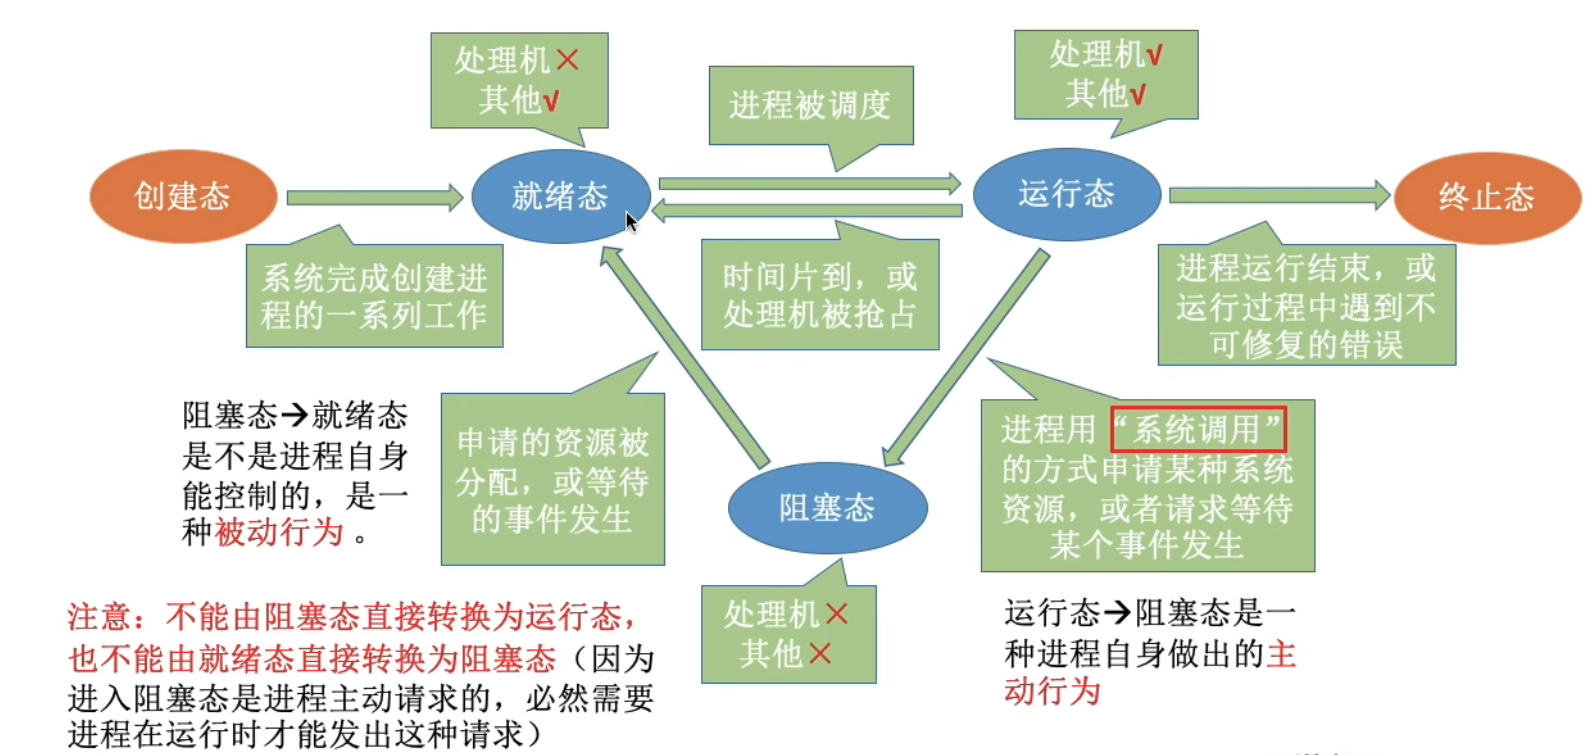 处理机×
其他√
进程被调度
处理机√
其他√
创建态
就绪态
运行态
终止态
系统完成创建进
程的一系列工作
时间片到，或
处理机被抢占
进程运行结束，或
运行过程中遇到不
可修复的错误
阻塞态→就绪态
是不是进程自身
能控制的，是一
种被动行为。
申请的资源被
分配，或等待
的事件发生
进程用“系统调用”
的方式申请某种系统
资源，或者请求等待
某个事件发生
阻塞态
处理机×
其他×
注意：不能由阻塞态直接转换为运行态，
也不能由就绪态直接转换为阻塞态（因为
进入阻塞态是进程主动请求的，必然需要
进程在运行时才能发出这种请求）
运行态→阻塞态是一
种进程自身做出的主
动行为